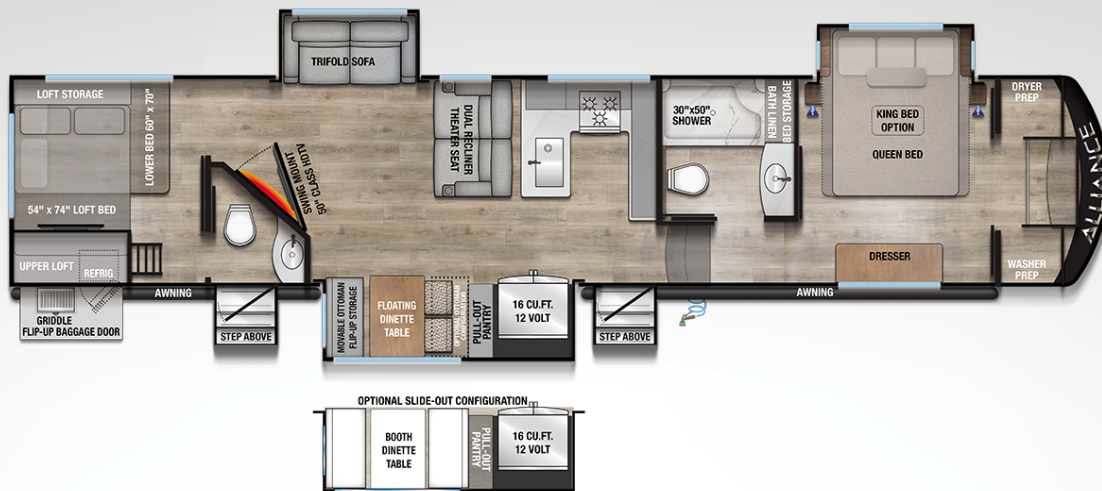 TRIFOLD SOFA
LOFT STORAGE
LOWER BED 60" x 70"
54" x 74" LOFT BED
UPPER LOFT
REFRIG
GRIDDLE
FLIP-UP BAGGAGE DOOR
AWNING
STEP ABOVE
SWING MOUNT
50" CLASS HDTV
DUAL RECLINER
THEATER SEAT
30"x50"
SHOWER
BATH LINEN
BED STORAGE
KING BED
OPTION
QUEEN BED
DRYER
PREP
ALLIANCE
WASHER
PREP
DRESSER
AWNING
MOVABLE OTTOMAN
FLIP-UP STORAGE
FLOATING
DINETTE
TABLE
OPTIONAL OTTOMAN
CONFIGURATION
PULL-OUT
PANTRY
16 CU.FT.
12 VOLT
STEP ABOVE
OPTIONAL SLIDE-OUT CONFIGURATION
BOOTH
DINETTE
TABLE
PULL-OUT
PANTRY
16 CU.FT.
12 VOLT